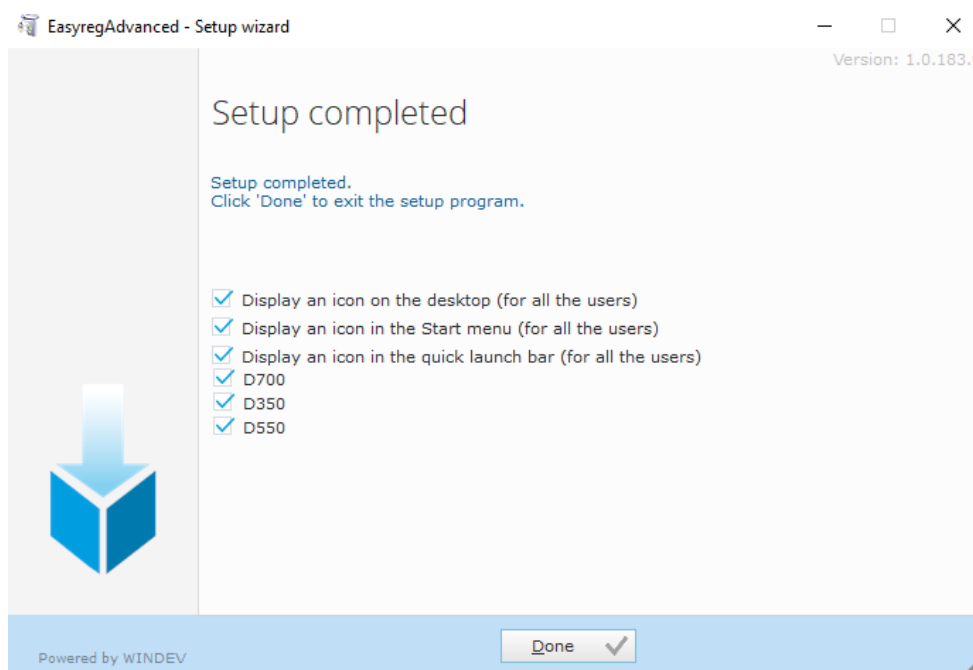 EasyregAdvanced - Setup wizard
Version: 1.0.183.
Setup completed
Setup completed.
Click 'Done' to exit the setup program.
Display an icon on the desktop (for all the users)
Display an icon in the Start menu (for all the users)
Display an icon in the quick launch bar (for all the users)
D700
D350
D550
Done
Powered by WINDEV